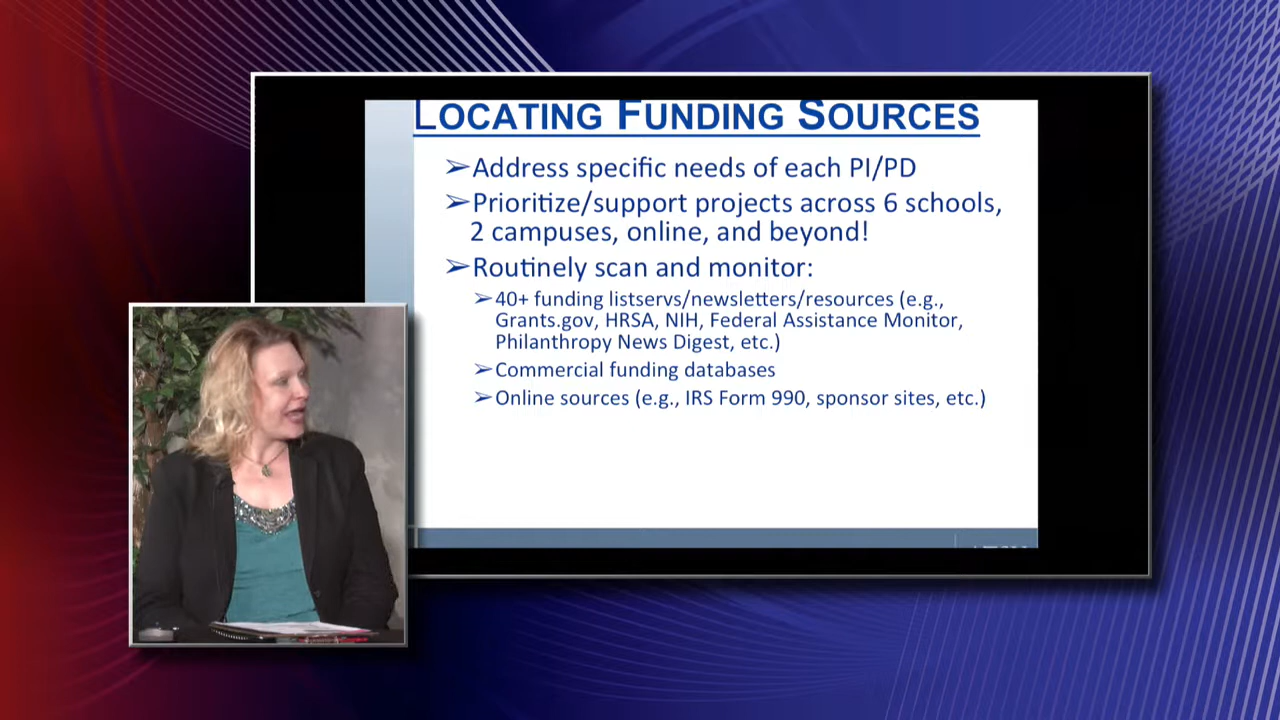 LOCATING FUNDING SOURCES
➢Address specific needs of each PI/PD
➢Prioritize/support projects across 6 schools,
2 campuses, online, and beyond!
➢Routinely scan and monitor:
➢40+ funding listservs/newsletters/resources (e.g.,
Grants.gov, HRSA, NIH, Federal Assistance Monitor,
Philanthropy News Digest, etc.)
➢Commercial funding databases
➢Online sources (e.g., IRS Form 990, sponsor sites, etc.)